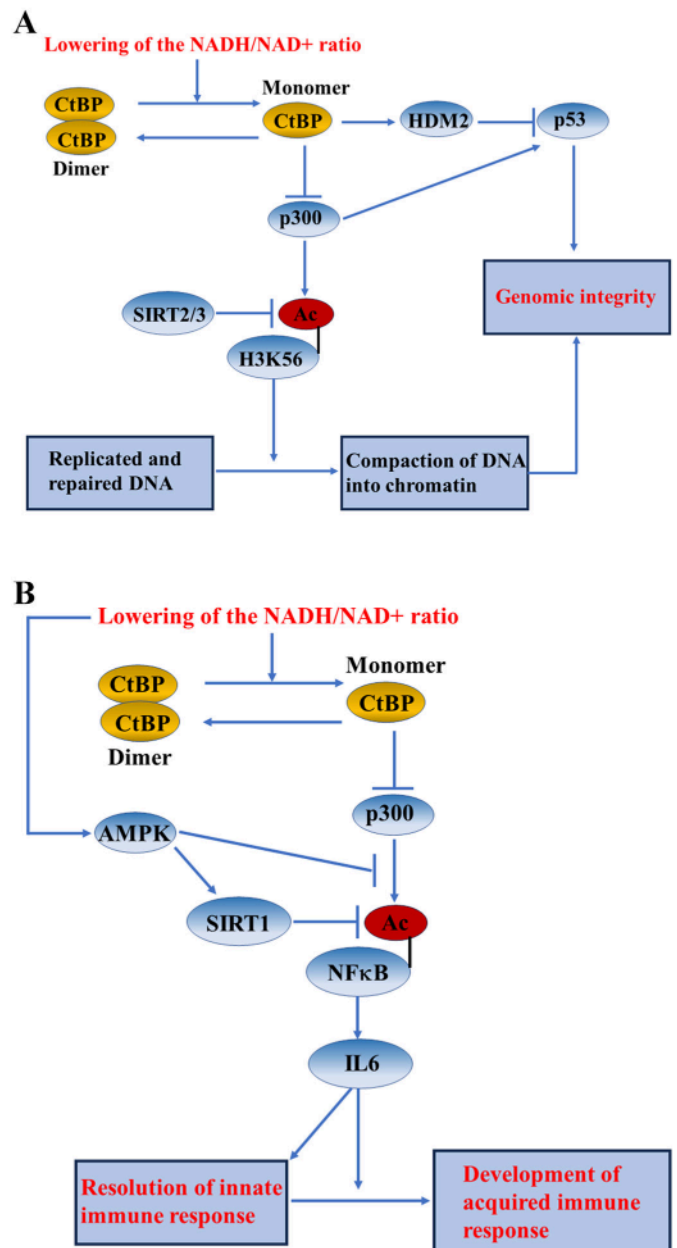 A
Lowering of the NADH/NAD+ ratio
Monomer
CtBP
CtBP
CtBP
HDM2
p53
Dimer
p300
Genomic integrity
SIRT2/3
Ac
H3K56
Replicated and
repaired DNA
Compaction of DNA
into chromatin
B
Lowering of the NADH/NAD+ ratio
Monomer
CtBP
CtBP
CtBP
Dimer
p300
AMPK
SIRT1
Ac
NFκB
IL6
Resolution of innate
immune response
Development of
acquired immune
response